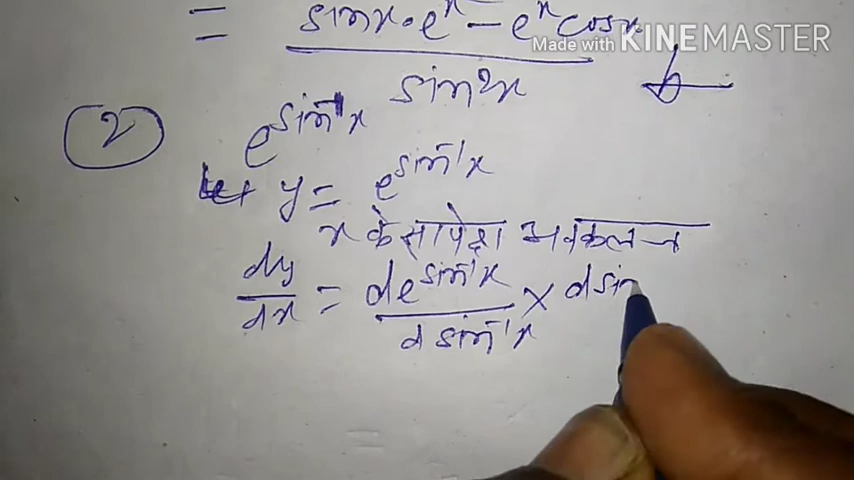 = sinx·e^x − e^x cosx
Made with KINEMASTER
sin²x
2 e^sin⁻¹x
Let y = e^sin⁻¹x
x के सापेक्ष अवकलन
dy/dx = de^sin⁻¹x / d sin⁻¹x × d sin